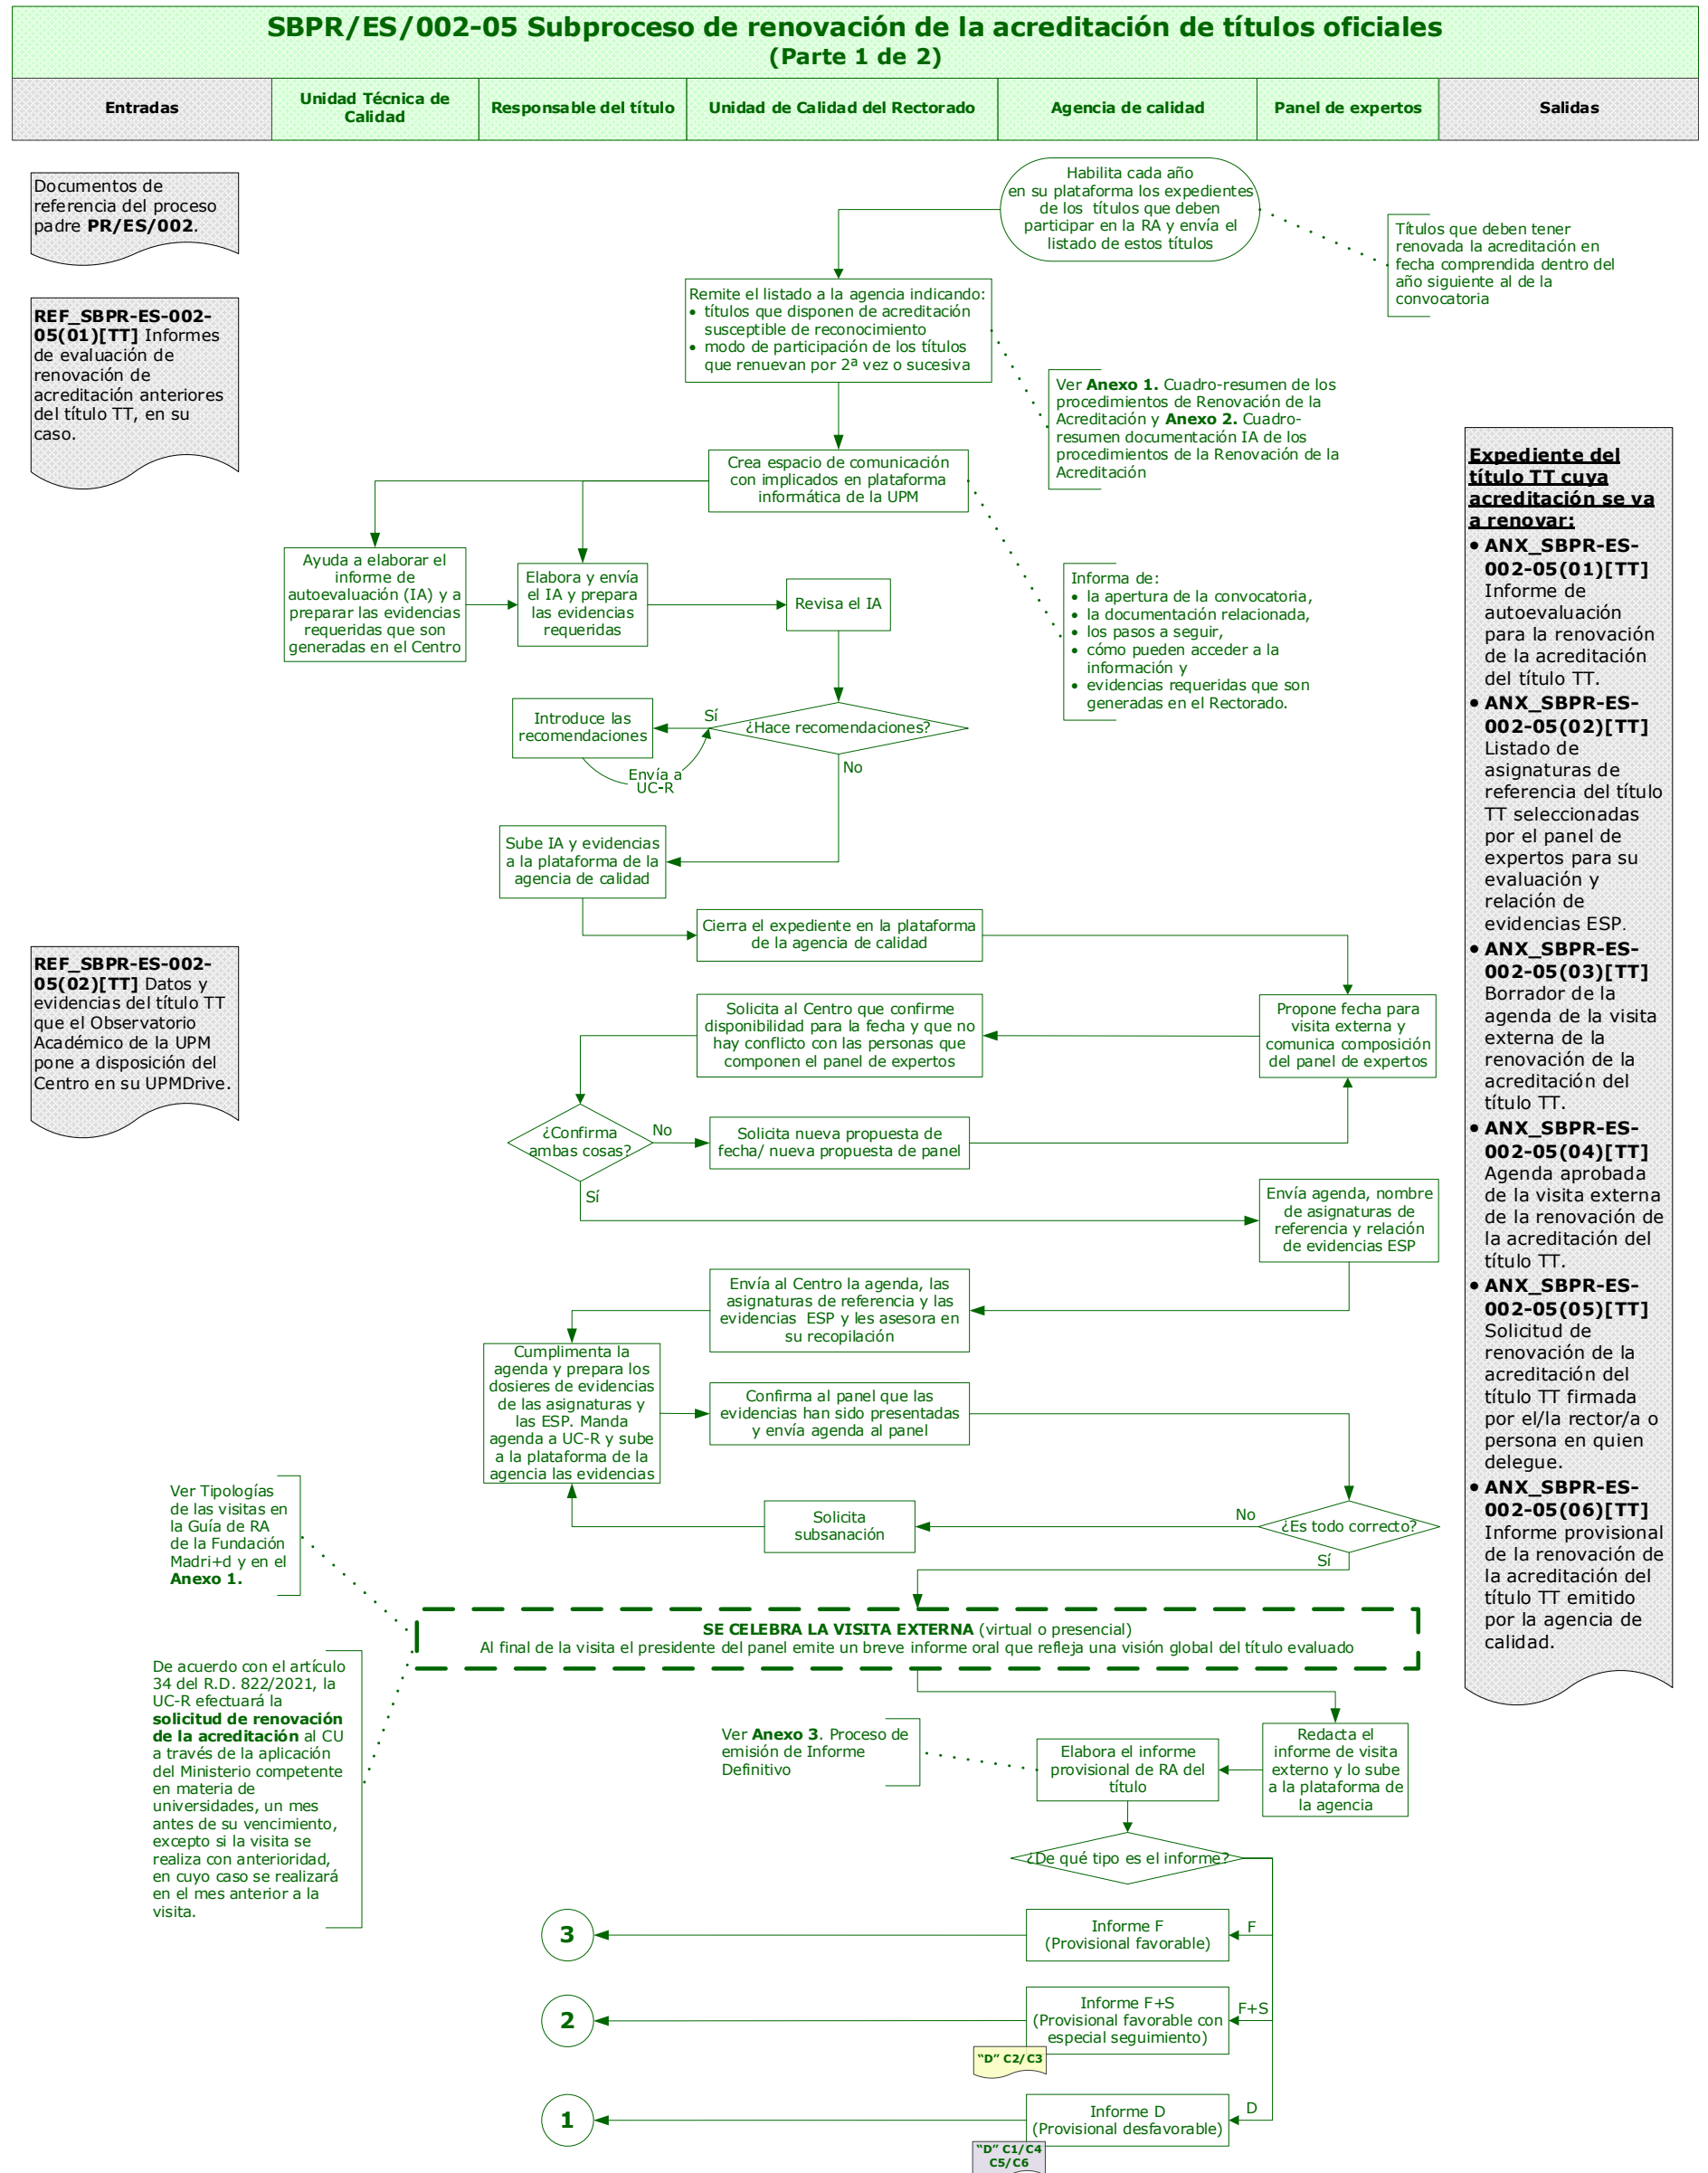 SBPR/ES/002-05 Subproceso de renovación de la acreditación de títulos oficiales
(Parte 1 de 2)
Entradas
Unidad Técnica de
Calidad
Responsable del título
Unidad de Calidad del Rectorado
Agencia de calidad
Panel de expertos
Salidas
Documentos de
referencia del proceso
padre PR/ES/002.
Habilita cada año
en su plataforma los expedientes
de los títulos que deben
participar en la RA y envía el
listado de estos títulos
Títulos que deben tener
renovada la acreditación en
fecha comprendida dentro del
año siguiente al de la
convocatoria
REF_SBPR-ES-002-
05(01)[TT] Informes
de evaluación de
renovación de
acreditación anteriores
del título TT, en su
caso.
Remite el listado a la agencia indicando:
• títulos que disponen de acreditación
susceptible de reconocimiento
• modo de participación de los títulos
que renuevan por 2ª vez o sucesiva
Ver Anexo 1. Cuadro-resumen de los
procedimientos de Renovación de la
Acreditación y Anexo 2. Cuadro-
resumen documentación IA de los
procedimientos de la Renovación de la
Acreditación
Crea espacio de comunicación
con implicados en plataforma
informática de la UPM
Ayuda a elaborar el
informe de
autoevaluación (IA) y a
preparar las evidencias
requeridas que son
generadas en el Centro
Elabora y envía
el IA y prepara
las evidencias
requeridas
Revisa el IA
Informa de:
• la apertura de la convocatoria,
• la documentación relacionada,
• los pasos a seguir,
• cómo pueden acceder a la
información y
• evidencias requeridas que son
generadas en el Rectorado.
Introduce las
recomendaciones
Sí
¿Hace recomendaciones?
Envía a
UC-R
No
Sube IA y evidencias
a la plataforma de la
agencia de calidad
Cierra el expediente en la plataforma
de la agencia de calidad
REF_SBPR-ES-002-
05(02)[TT] Datos y
evidencias del título TT
que el Observatorio
Académico de la UPM
pone a disposición del
Centro en su UPMDrive.
Solicita al Centro que confirme
disponibilidad para la fecha y que no
hay conflicto con las personas que
componen el panel de expertos
Propone fecha para
visita externa y
comunica composición
del panel de expertos
¿Confirma
ambas cosas?
No
Solicita nueva propuesta de
fecha/ nueva propuesta de panel
Sí
Envía agenda, nombre
de asignaturas de
referencia y relación
de evidencias ESP
Envía al Centro la agenda, las
asignaturas de referencia y las
evidencias ESP y les asesora en
su recopilación
Cumplimenta la
agenda y prepara los
dosieres de evidencias
de las asignaturas y
las ESP. Manda
agenda a UC-R y sube
a la plataforma de la
agencia las evidencias
Confirma al panel que las
evidencias han sido presentadas
y envía agenda al panel
Solicita
subsanación
No
¿Es todo correcto?
Sí
Ver Tipologías
de las visitas en
la Guía de RA
de la Fundación
Madri+d y en el
Anexo 1.
SE CELEBRA LA VISITA EXTERNA (virtual o presencial)
Al final de la visita el presidente del panel emite un breve informe oral que refleja una visión global del título evaluado
De acuerdo con el artículo
34 del R.D. 822/2021, la
UC-R efectuará la
solicitud de renovación
de la acreditación al CU
a través de la aplicación
del Ministerio competente
en materia de
universidades, un mes
antes de su vencimiento,
excepto si la visita se
realiza con anterioridad,
en cuyo caso se realizará
en el mes anterior a la
visita.
Ver Anexo 3. Proceso de
emisión de Informe
Definitivo
Elabora el informe
provisional de RA del
título
Redacta el
informe de visita
externo y lo sube
a la plataforma de
la agencia
¿De qué tipo es el informe?
3
Informe F
(Provisional favorable)
F
2
Informe F+S
(Provisional favorable con
especial seguimiento)
F+S
"D" C2/C3
1
Informe D
(Provisional desfavorable)
D
"D" C1/C4
C5/C6
Expediente del
título TT cuya
acreditación se va
a renovar:
• ANX_SBPR-ES-
002-05(01)[TT]
Informe de
autoevaluación
para la renovación
de la acreditación
del título TT.
• ANX_SBPR-ES-
002-05(02)[TT]
Listado de
asignaturas de
referencia del título
TT seleccionadas
por el panel de
expertos para su
evaluación y
relación de
evidencias ESP.
• ANX_SBPR-ES-
002-05(03)[TT]
Borrador de la
agenda de la visita
externa de la
renovación de la
acreditación del
título TT.
• ANX_SBPR-ES-
002-05(04)[TT]
Agenda aprobada
de la visita externa
de la renovación de
la acreditación del
título TT.
• ANX_SBPR-ES-
002-05(05)[TT]
Solicitud de
renovación de la
acreditación del
título TT firmada
por el/la rector/a o
persona en quien
delegue.
• ANX_SBPR-ES-
002-05(06)[TT]
Informe provisional
de la renovación de
la acreditación del
título TT emitido
por la agencia de
calidad.